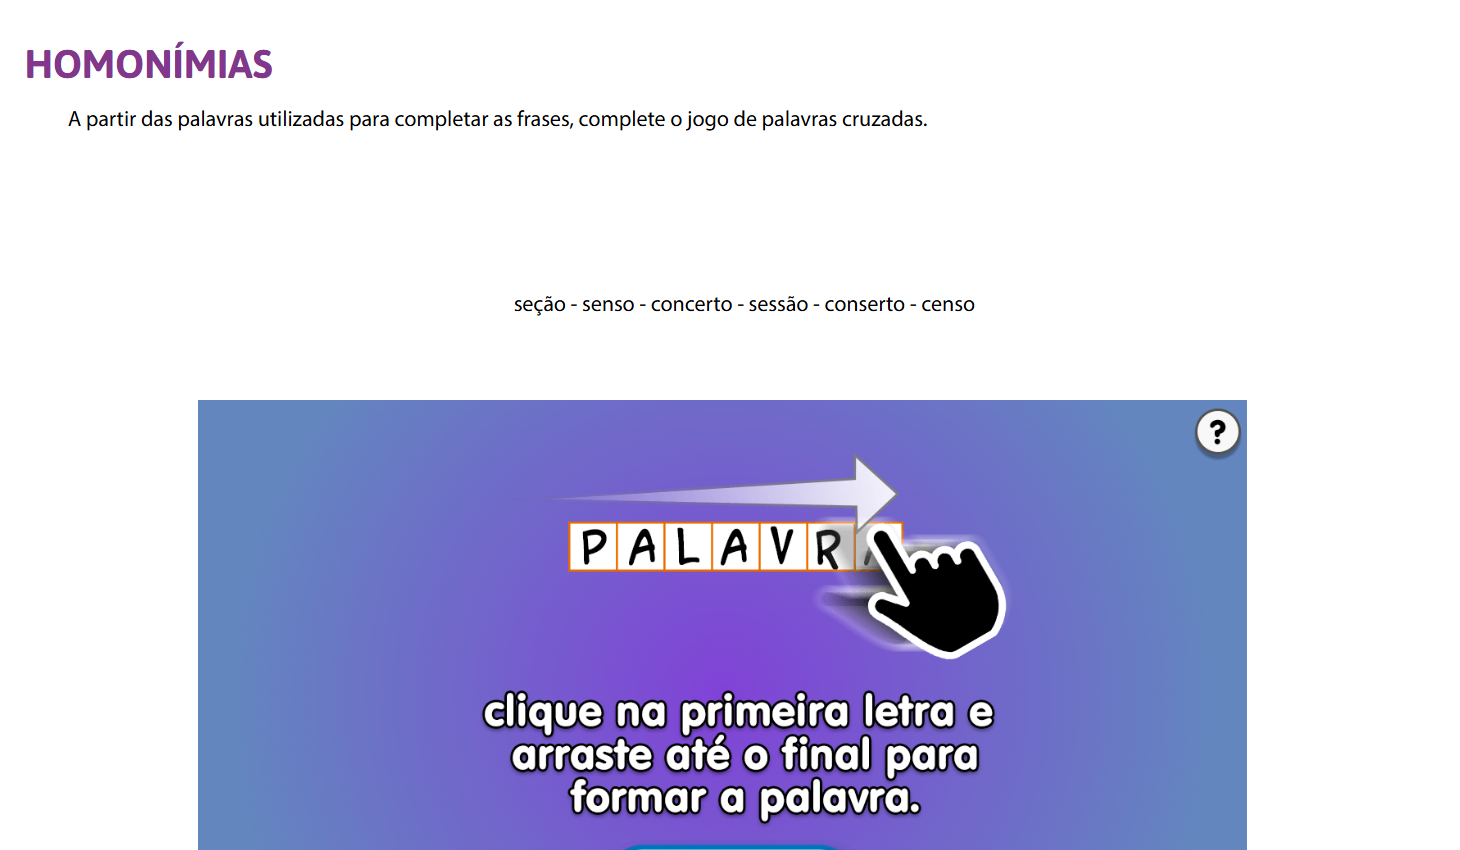 HOMONÍMIAS
A partir das palavras utilizadas para completar as frases, complete o jogo de palavras cruzadas.
seção - senso - concerto - sessão - conserto - censo
?
PALAVRA
clique na primeira letra e
arraste até o final para
formar a palavra.